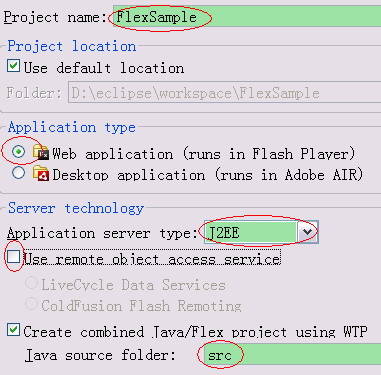 Project name: FlexSample
Project location
Use default location
Folder: D:\eclipse\workspace\FlexSample
Application type
Web application (runs in Flash Player)
Desktop application (runs in Adobe AIR)
Server technology
Application server type: J2EE
Use remote object access service
LiveCycle Data Services
ColdFusion Flash Remoting
Create combined Java/Flex project using WTP
Java source folder: src